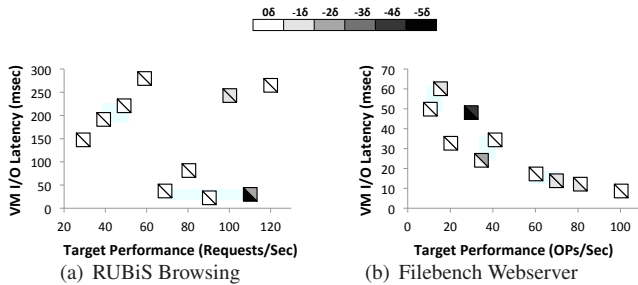 0δ -1δ -3δ -4δ -5δ
VM I/O Latency (msec)
300
250
200
150
100
50
0
20 40 60 80 100 120
Target Performance (Requests/Sec)
(a) RUBiS Browsing
VM I/O Latency (msec)
70
60
50
40
30
20
10
0
0 20 40 60 80 100
Target Performance (OPs/Sec)
(b) Filebench Webserver